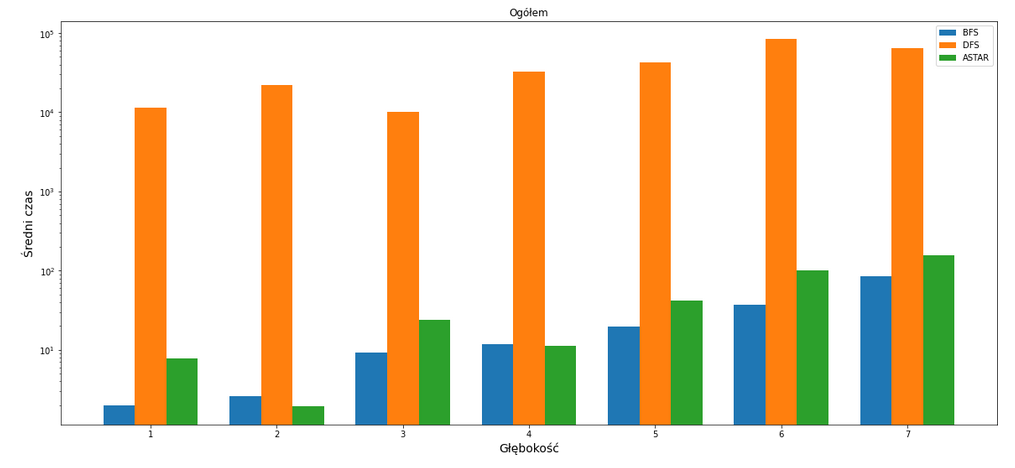 Ogółem
10⁵
10⁴
10³
10²
10¹
Średni czas
BFS
DFS
ASTAR
1 2 3 4 5 6 7
Głębokość